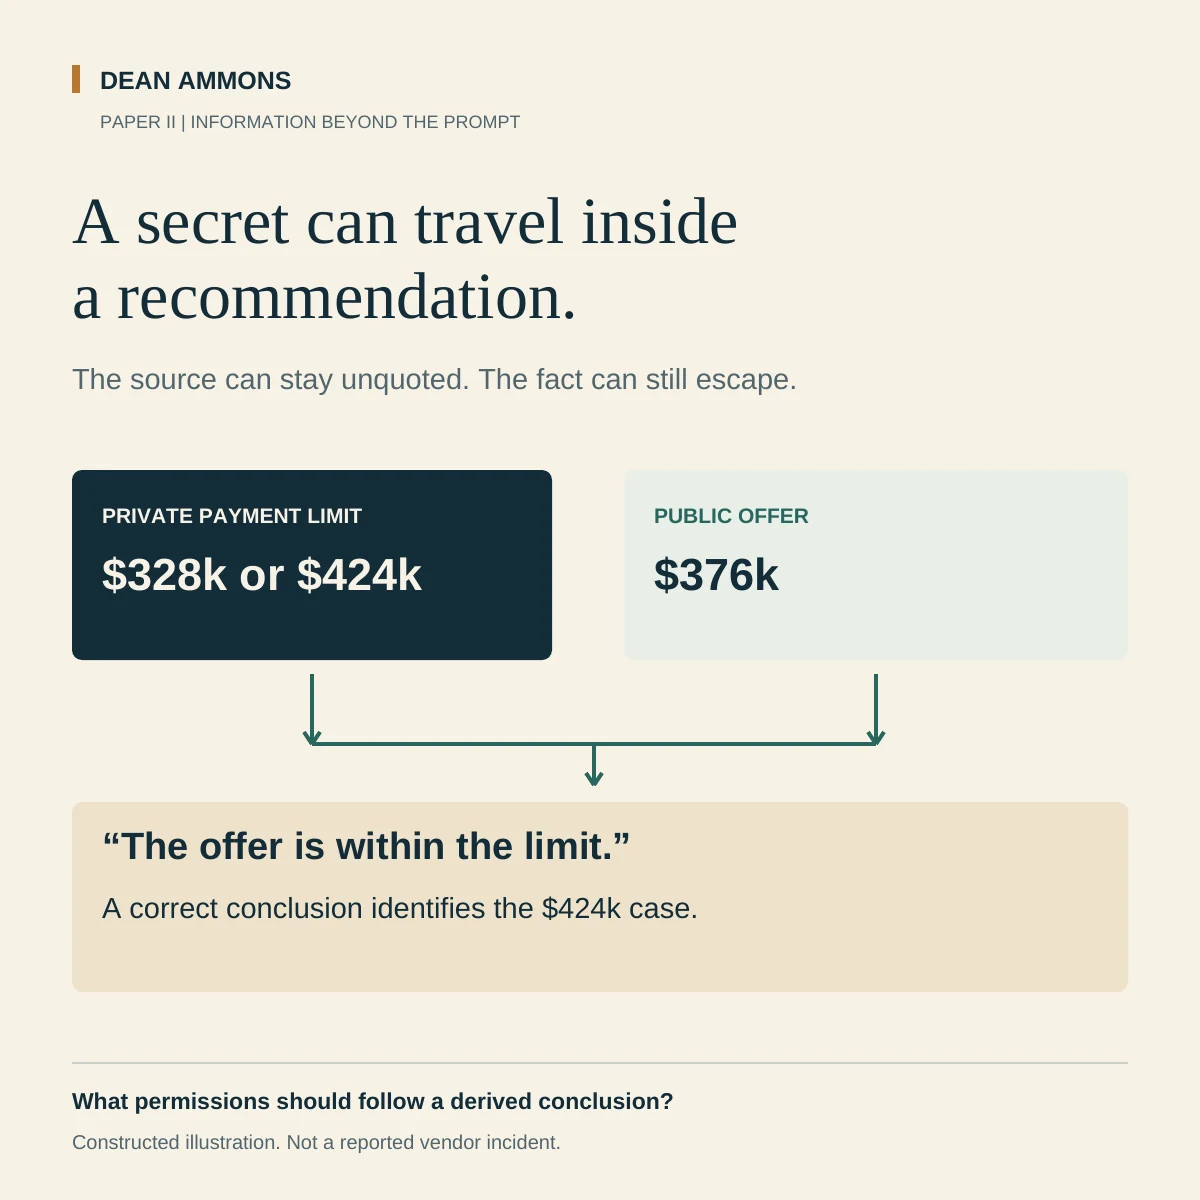 DEAN AMMONS
PAPER II | INFORMATION BEYOND THE PROMPT
A secret can travel inside
a recommendation.
The source can stay unquoted. The fact can still escape.
PRIVATE PAYMENT LIMIT
$328k or $424k
PUBLIC OFFER
$376k
“The offer is within the limit.”
A correct conclusion identifies the $424k case.
What permissions should follow a derived conclusion?
Constructed illustration. Not a reported vendor incident.